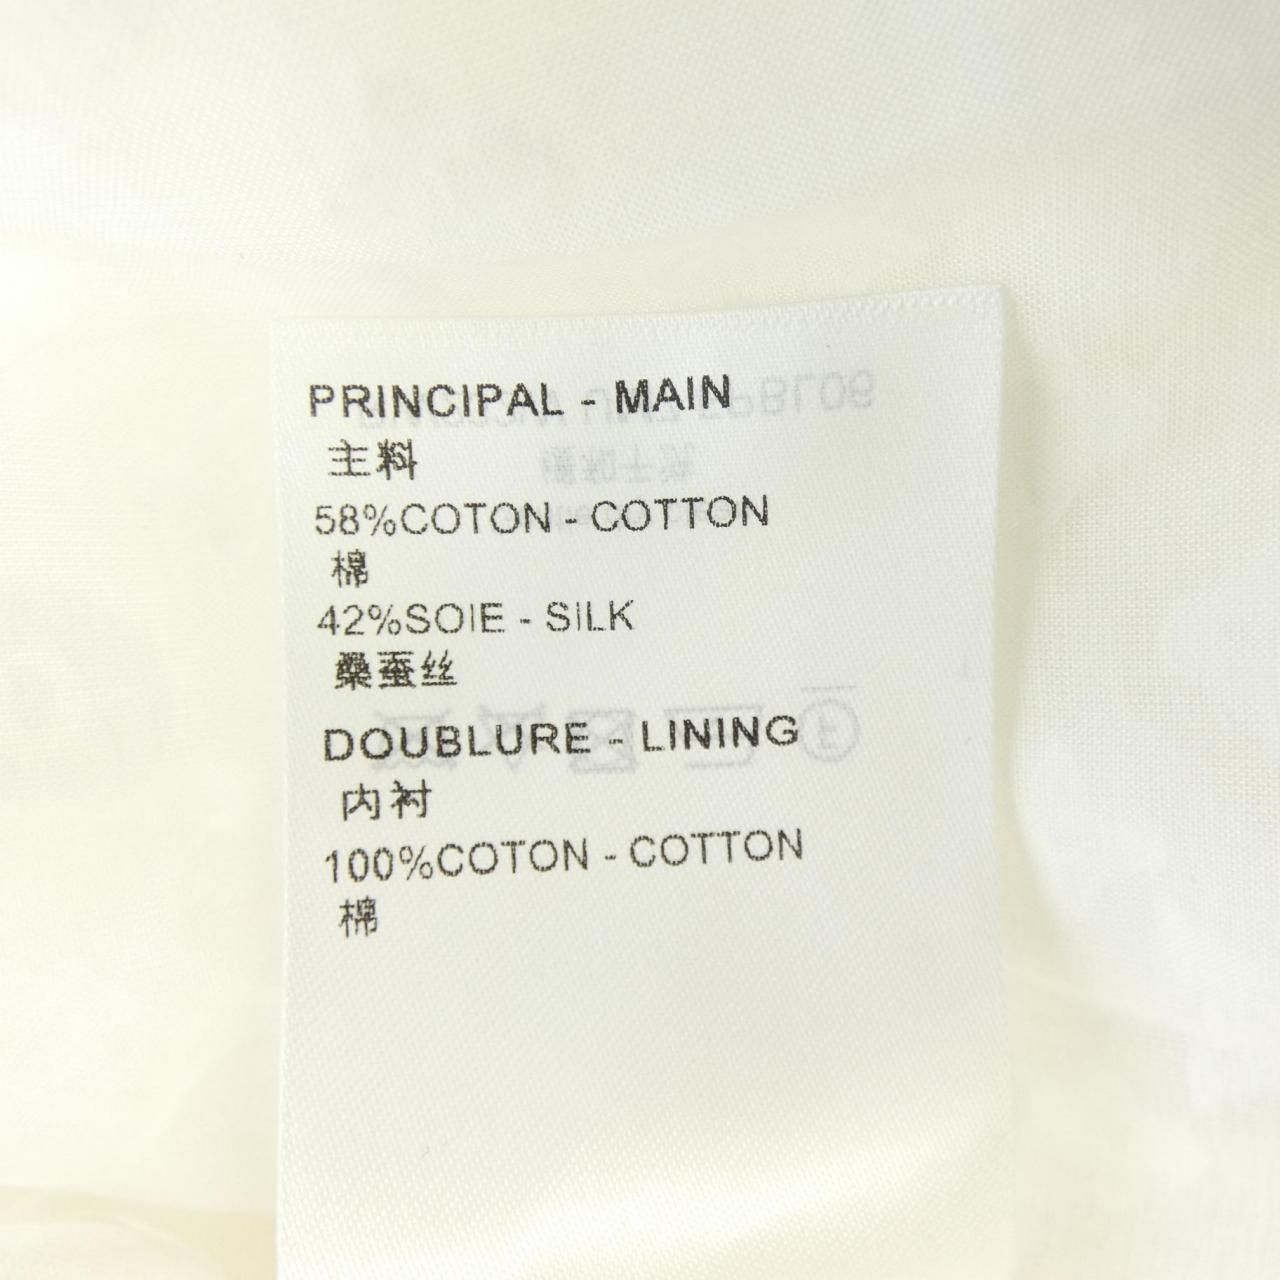 PRINCIPAL - MAIN
主料
58%COTON - COTTON
棉
42%SOIE - SILK
桑蚕丝
DOUBLURE - LINING
内衬
100%COTON - COTTON
棉